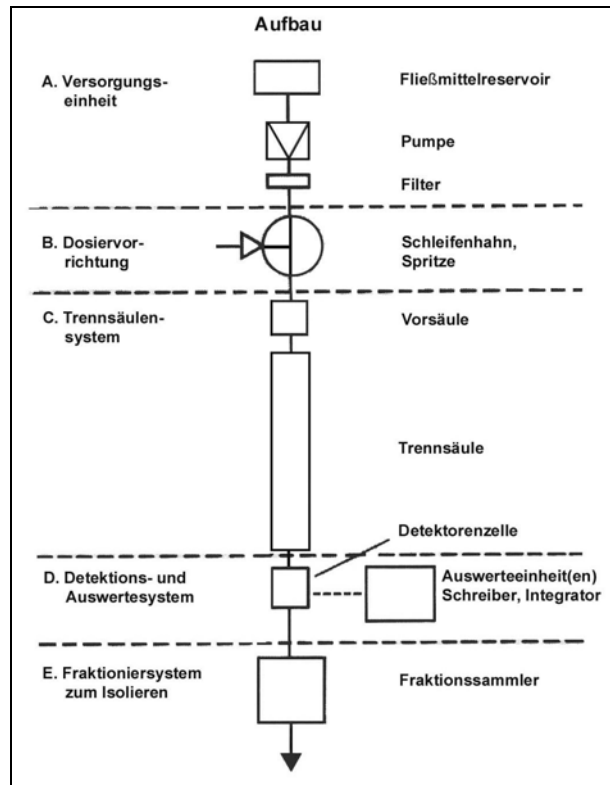 Aufbau
A. Versorgungs-
einheit
Fließmittelreservoir
Pumpe
Filter
B. Dosiervor-
richtung
Schleifenhahn,
Spritze
C. Trennsäulen-
system
Vorsäule
Trennsäule
Detektorenzelle
D. Detektions- und
Auswertesystem
Auswerteeinheit(en)
Schreiber, Integrator
E. Fraktioniersystem
zum Isolieren
Fraktionssammler